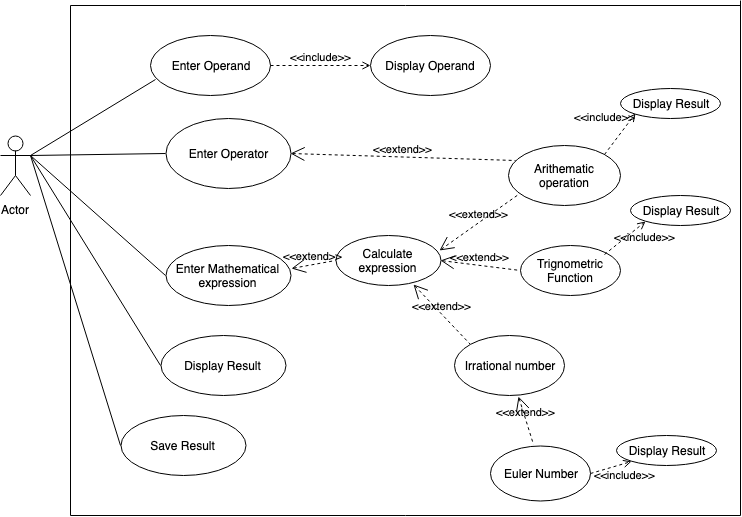 Enter Operand
<<include>>
Display Operand
Display Result
<<include>>
Enter Operator
<<extend>>
Arithematic
operation
Actor
<<extend>>
Display Result
<<include>>
Enter Mathematical
expression
<<extend>>
Calculate
expression
<<extend>>
Trignometric
Function
<<extend>>
Display Result
Irrational number
<<extend>>
Save Result
Euler Number
Display Result
<<include>>